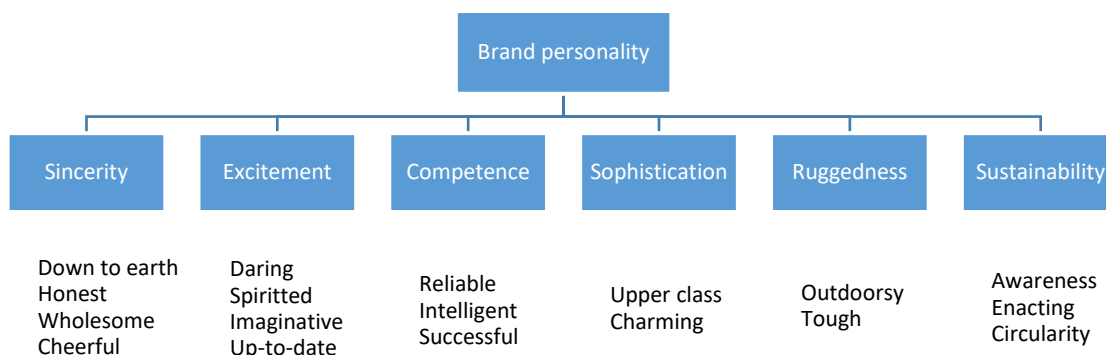 Brand personality
Sincerity
Excitement
Competence
Sophistication
Ruggedness
Sustainability
Down to earth
Honest
Wholesome
Cheerful
Daring
Spiritted
Imaginative
Up-to-date
Reliable
Intelligent
Successful
Upper class
Charming
Outdoorsy
Tough
Awareness
Enacting
Circularity